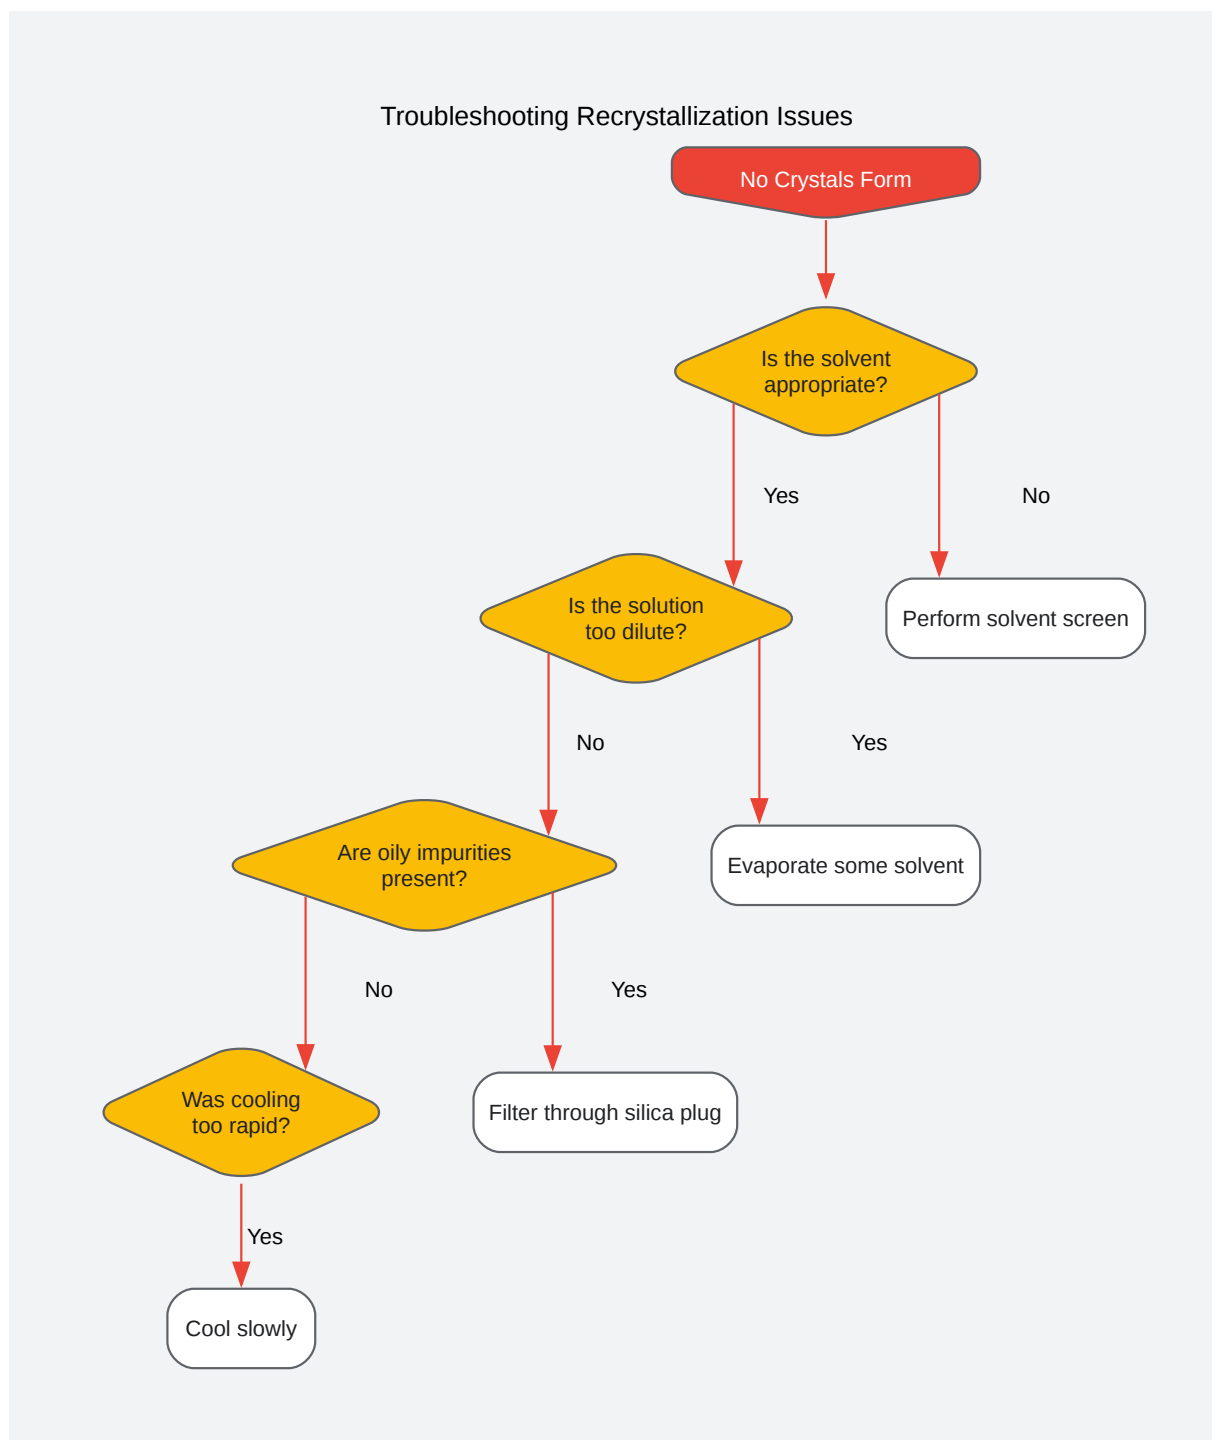 Troubleshooting Recrystallization Issues
No Crystals Form
Is the solvent
appropriate?
Yes
No
Is the solution
too dilute?
Perform solvent screen
No
Yes
Are oily impurities
present?
Evaporate some solvent
No
Yes
Was cooling
too rapid?
Filter through silica plug
Yes
Cool slowly